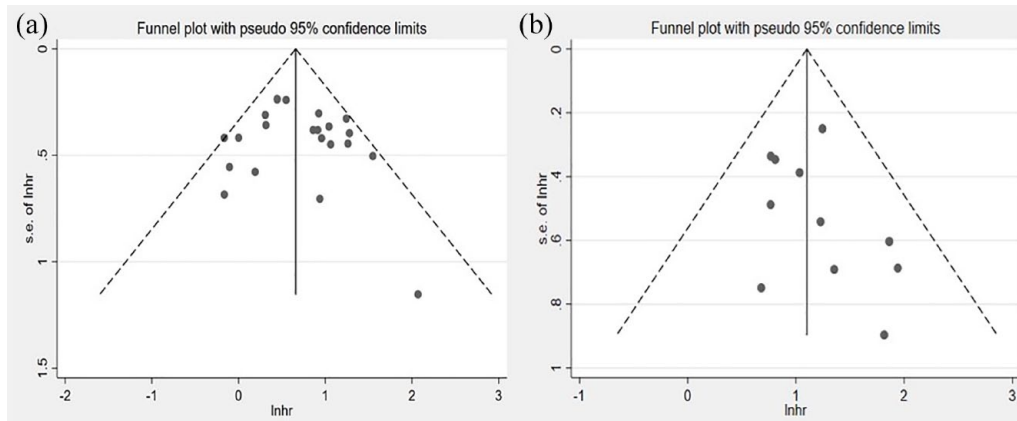 (a)
Funnel plot with pseudo 95% confidence limits
s.e. of lnhr
0
.5
1
1.5
-2 -1 0 1 2 3
lnhr
(b)
Funnel plot with pseudo 95% confidence limits
s.e. of lnhr
0
.2
.4
.6
.8
1
-1 0 1 2 3
lnhr